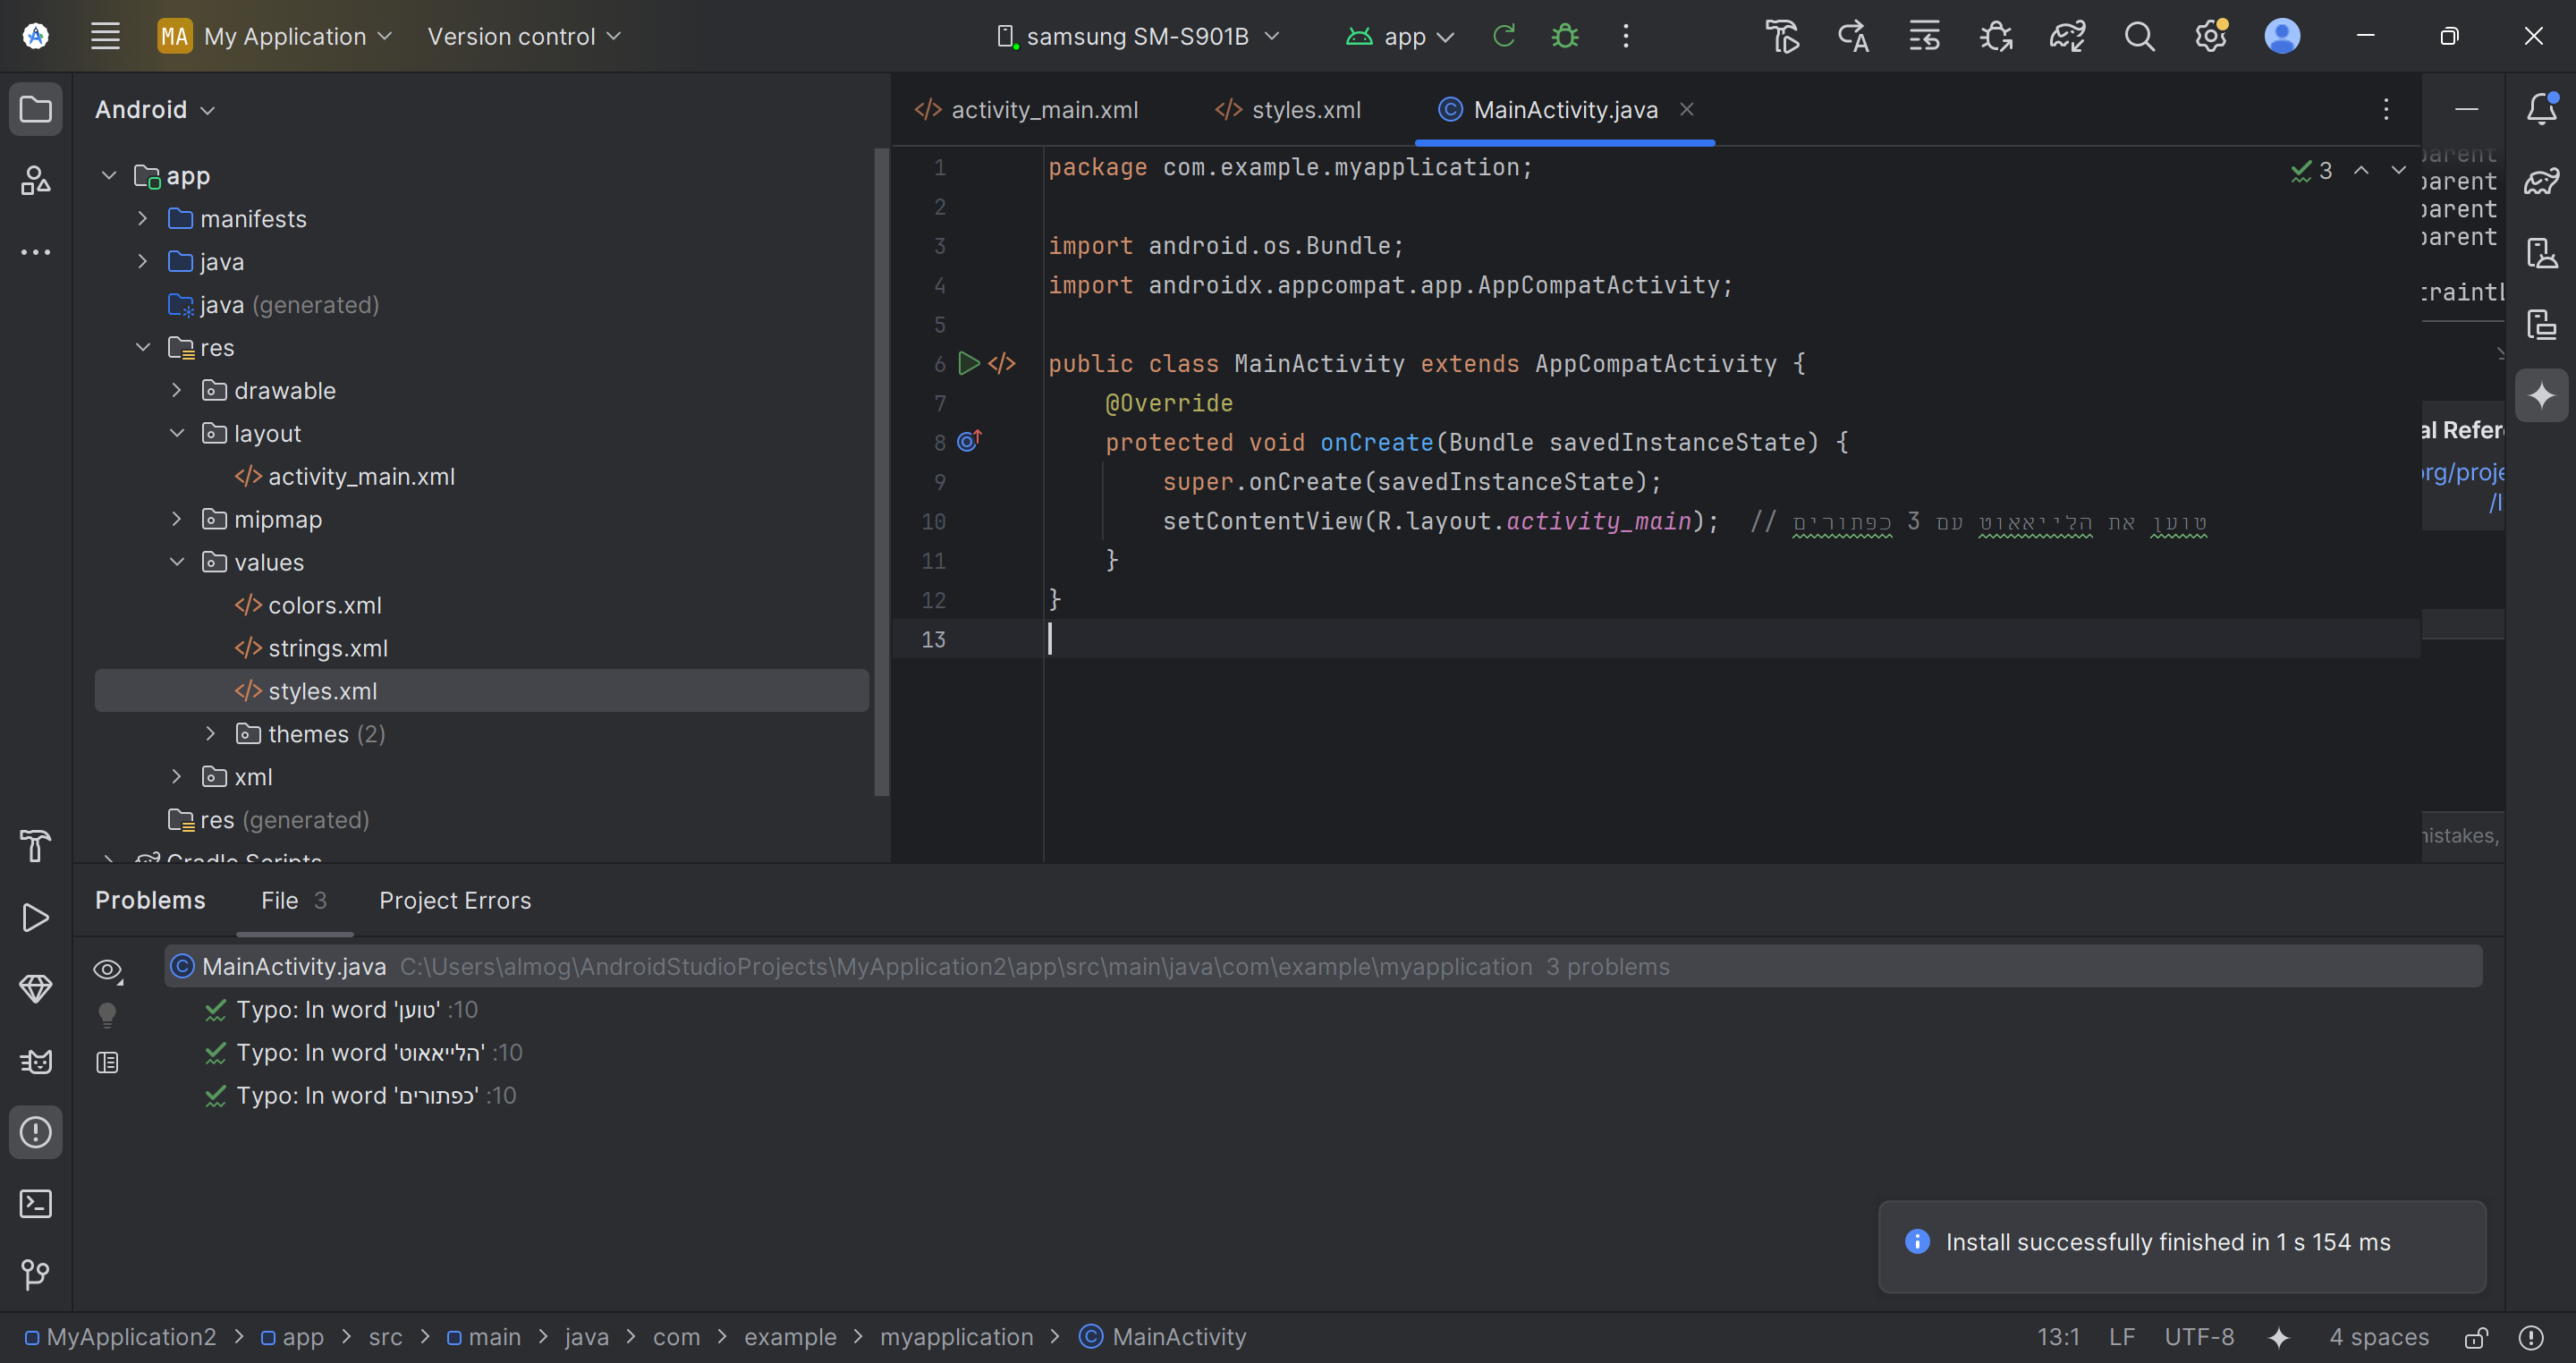 MA My Application Version control samsung SM-S901B app
Android
app
manifests
java
java (generated)
res
drawable
layout
activity_main.xml
mipmap
values
colors.xml
strings.xml
styles.xml
themes (2)
xml
res (generated)
Gradle Scripts
activity_main.xml styles.xml MainActivity.java
3
1 package com.example.myapplication;
2
3 import android.os.Bundle;
4 import androidx.appcompat.app.AppCompatActivity;
5
6 public class MainActivity extends AppCompatActivity {
7 @Override
8 protected void onCreate(Bundle savedInstanceState) {
9 super.onCreate(savedInstanceState);
10 setContentView(R.layout.activity_main); // טוען את הלייאאוט עם 3 כפתורים
11 }
12 }
13
parent
parent
parent
parent
al Refer
org/proje
/l
mistakes,
Problems File 3 Project Errors
MainActivity.java C:\Users\almog\AndroidStudioProjects\MyApplication2\app\src\main\java\com\example\myapplication 3 problems
Typo: In word 'טוען' :10
Typo: In word 'הלייאאוט' :10
Typo: In word 'כפתורים' :10
Install successfully finished in 1 s 154 ms
MyApplication2 > app > src > main > java > com > example > myapplication > MainActivity
13:1 LF UTF-8 4 spaces